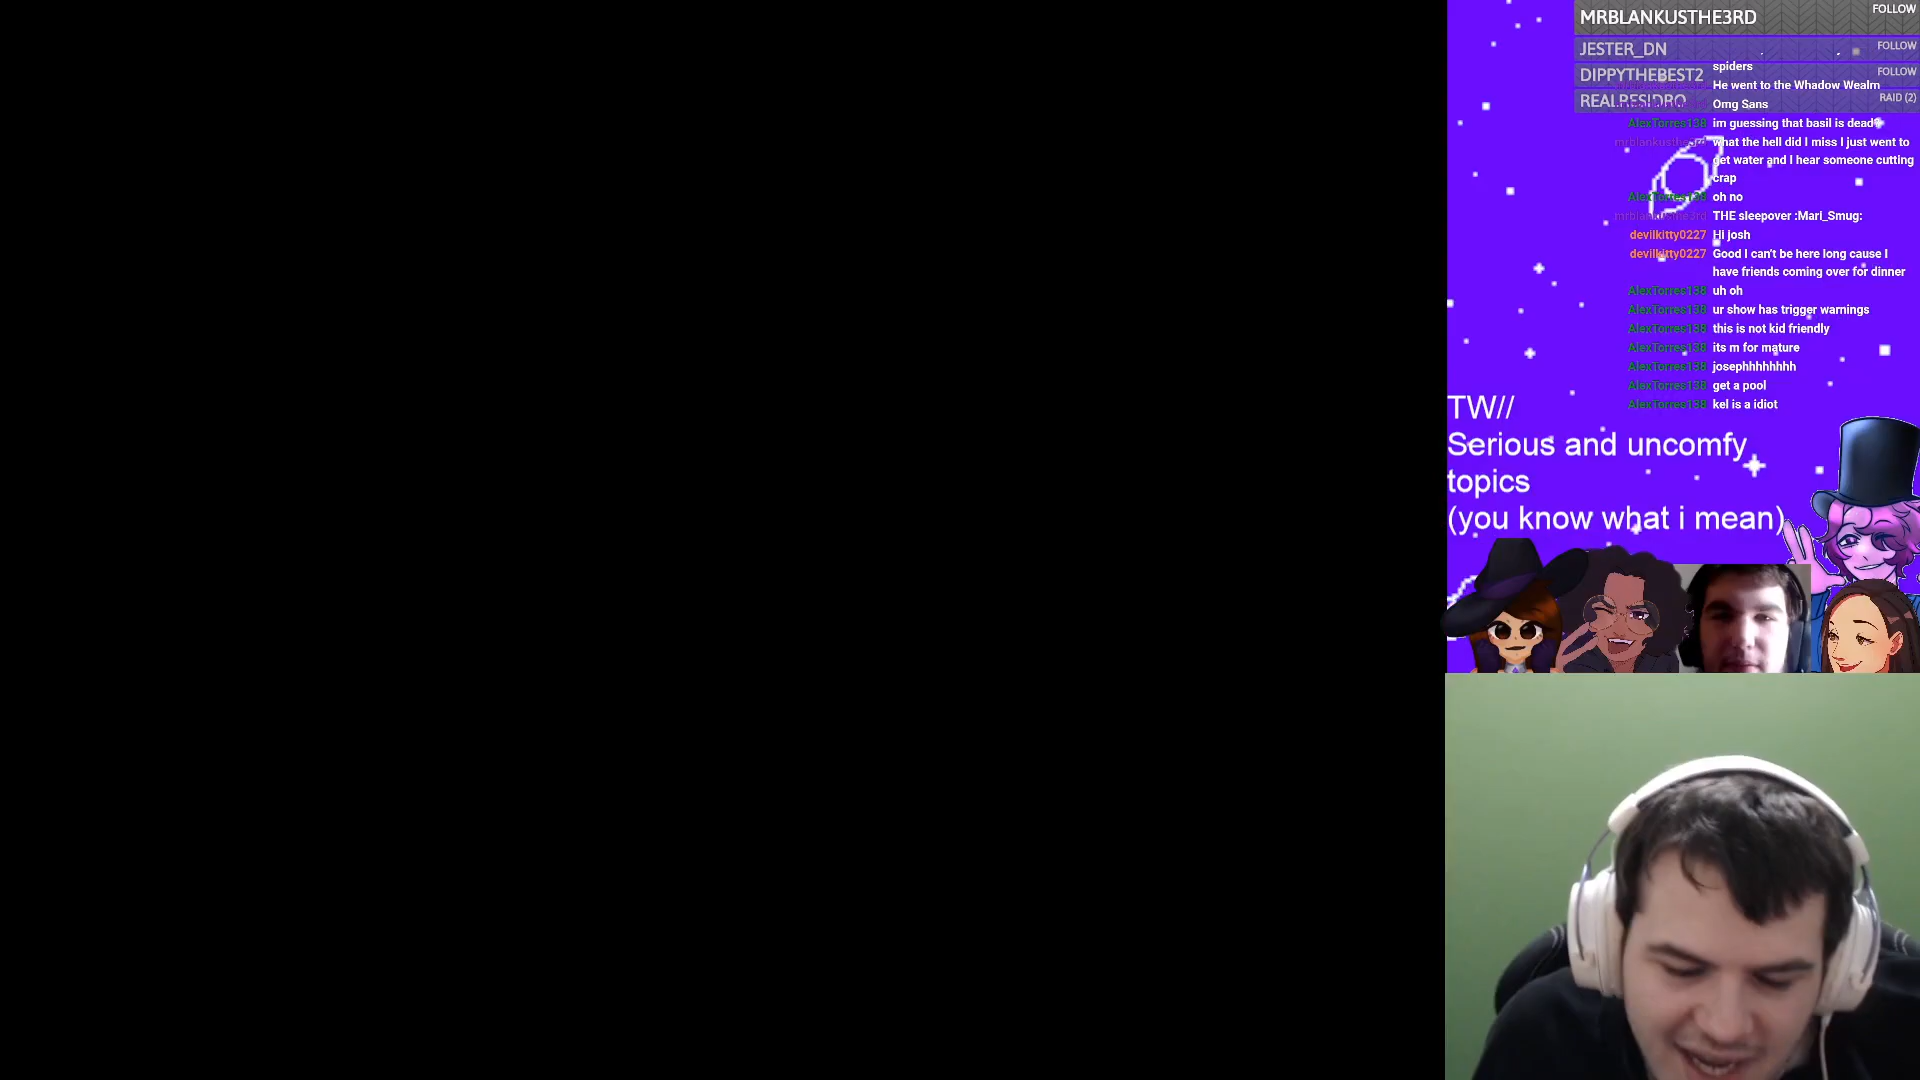 MRBLANKUSTHE3RD FOLLOW
JESTER_DN FOLLOW
DIPPYTHEBEST2 FOLLOW
REALRESIDRO RAID (2)
spiders
He went to the Whadow Wealm
Omg Sans
AlexTorres138 im guessing that basil is dead
mrblankusthe3rd what the hell did I miss I just went to
get water and I hear someone cutting
crap
AlexTorres138 oh no
mrblankusthe3rd THE sleepover :Mari_Smug:
devilkitty0227 Hi josh
devilkitty0227 Good I can't be here long cause I
have friends coming over for dinner
AlexTorres138 uh oh
AlexTorres138 ur show has trigger warnings
AlexTorres138 this is not kid friendly
AlexTorres138 its m for mature
AlexTorres138 josephhhhhhhh
AlexTorres138 get a pool
AlexTorres138 kel is a idiot
TW//
Serious and uncomfy
topics
(you know what i mean)